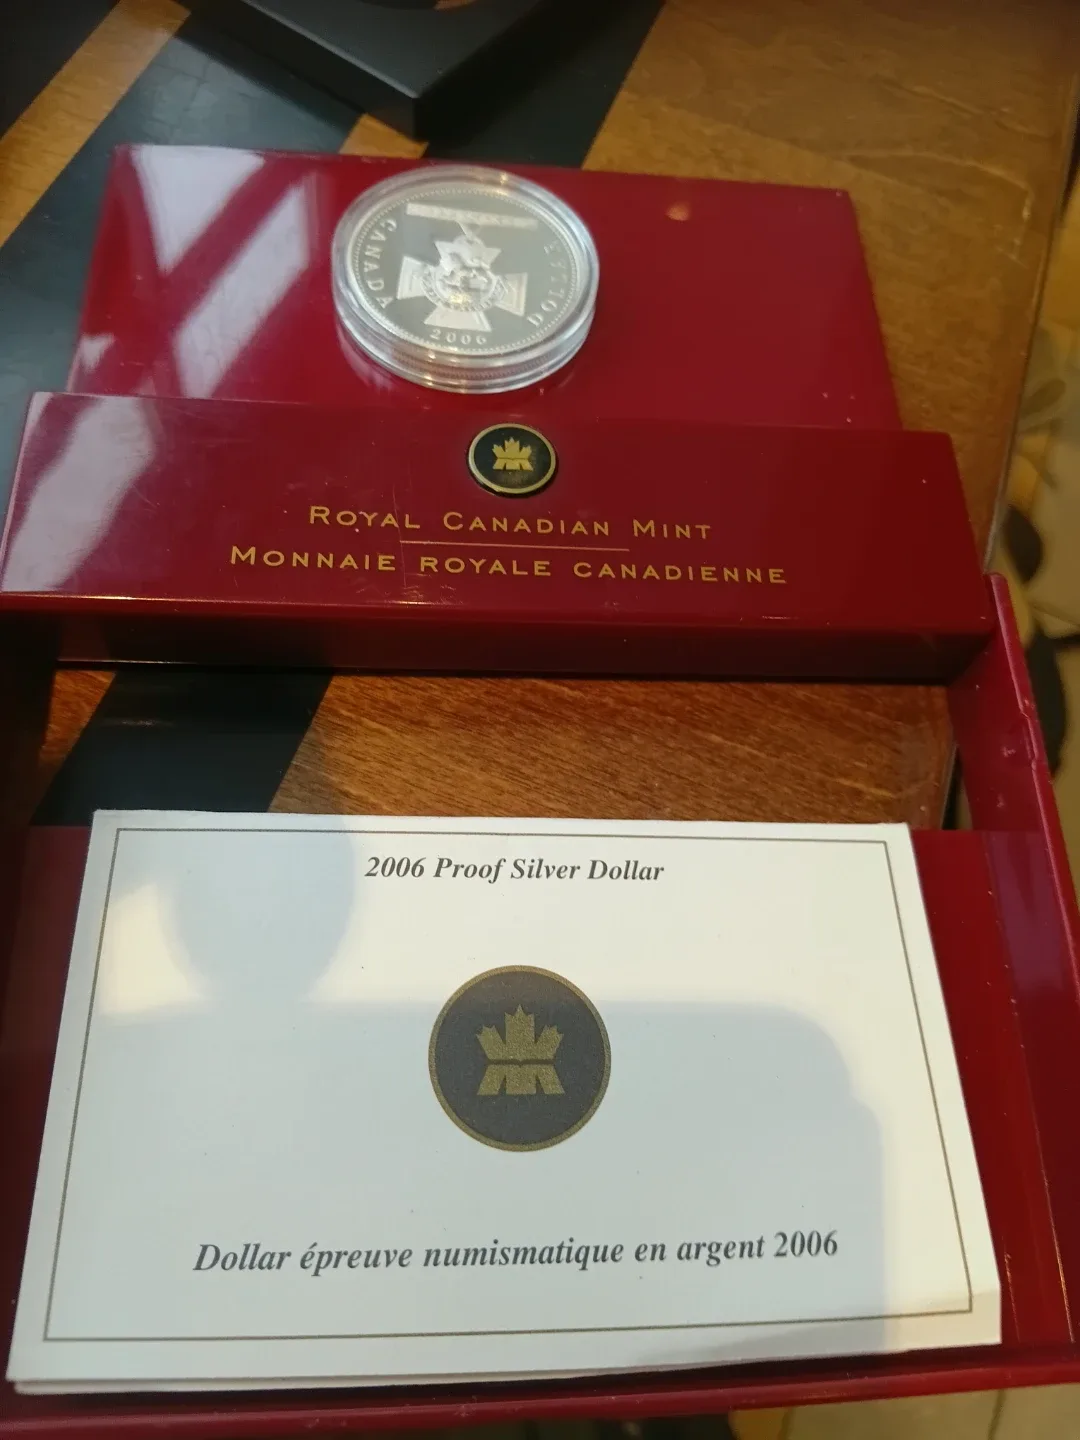 CANADA
DOLLAR
2006
ROYAL CANADIAN MINT
MONNAIE ROYALE CANADIENNE
2006 Proof Silver Dollar
Dollar épreuve numismatique en argent 2006